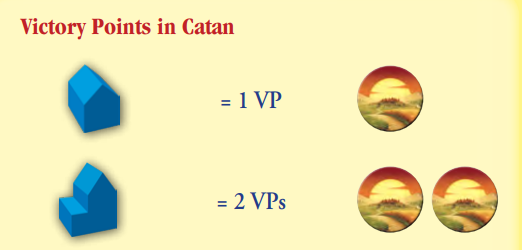 Victory Points in Catan
= 1 VP
= 2 VPs